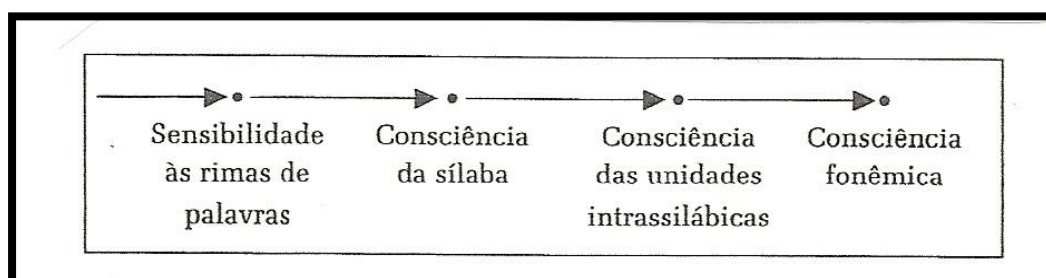 Sensibilidade
às rimas de
palavras
Consciência
da sílaba
Consciência
das unidades
intrassilábicas
Consciência
fonêmica